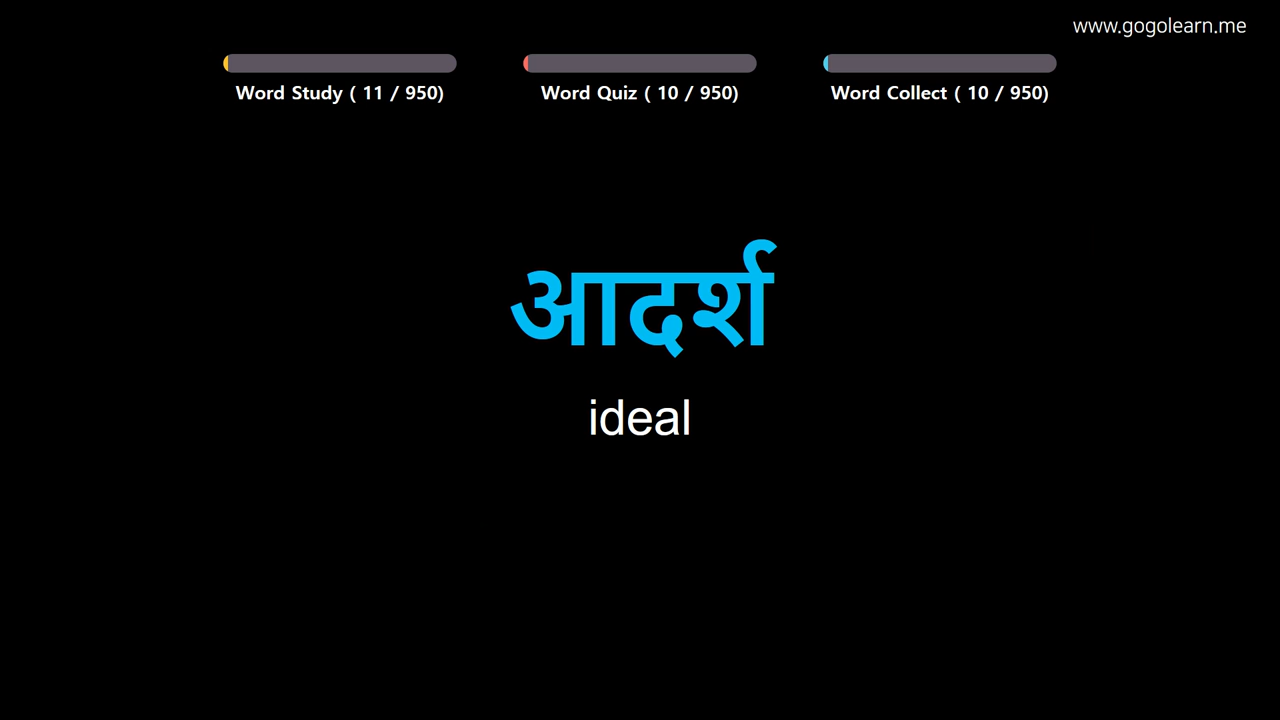 www.gogolearn.me
Word Study ( 11 / 950)
Word Quiz ( 10 / 950)
Word Collect ( 10 / 950)
आदर्श
ideal